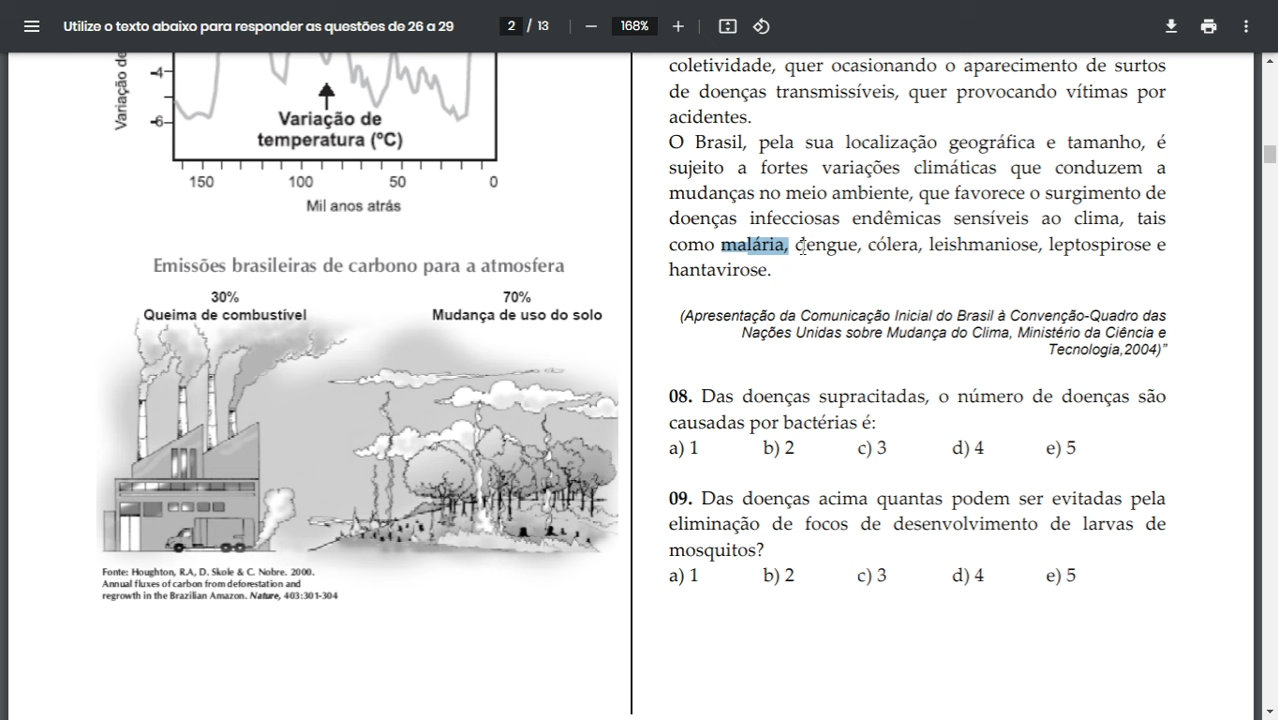 Utilize o texto abaixo para responder as questões de 26 a 29
2 / 13
168%
Variação de
-4
-6
Variação de
temperatura (ºC)
150 100 50 0
Mil anos atrás
Emissões brasileiras de carbono para a atmosfera
30%
Queima de combustível
70%
Mudança de uso do solo
Fonte: Houghton, R.A, D. Skole & C. Nobre. 2000.
Annual fluxes of carbon from deforestation and
regrowth in the Brazilian Amazon. Nature, 403:301-304
coletividade, quer ocasionando o aparecimento de surtos
de doenças transmissíveis, quer provocando vítimas por
acidentes.
O Brasil, pela sua localização geográfica e tamanho, é
sujeito a fortes variações climáticas que conduzem a
mudanças no meio ambiente, que favorece o surgimento de
doenças infecciosas endêmicas sensíveis ao clima, tais
como malária, dengue, cólera, leishmaniose, leptospirose e
hantavirose.
(Apresentação da Comunicação Inicial do Brasil à Convenção-Quadro das
Nações Unidas sobre Mudança do Clima, Ministério da Ciência e
Tecnologia,2004)”
08. Das doenças supracitadas, o número de doenças são
causadas por bactérias é:
a) 1 b) 2 c) 3 d) 4 e) 5
09. Das doenças acima quantas podem ser evitadas pela
eliminação de focos de desenvolvimento de larvas de
mosquitos?
a) 1 b) 2 c) 3 d) 4 e) 5